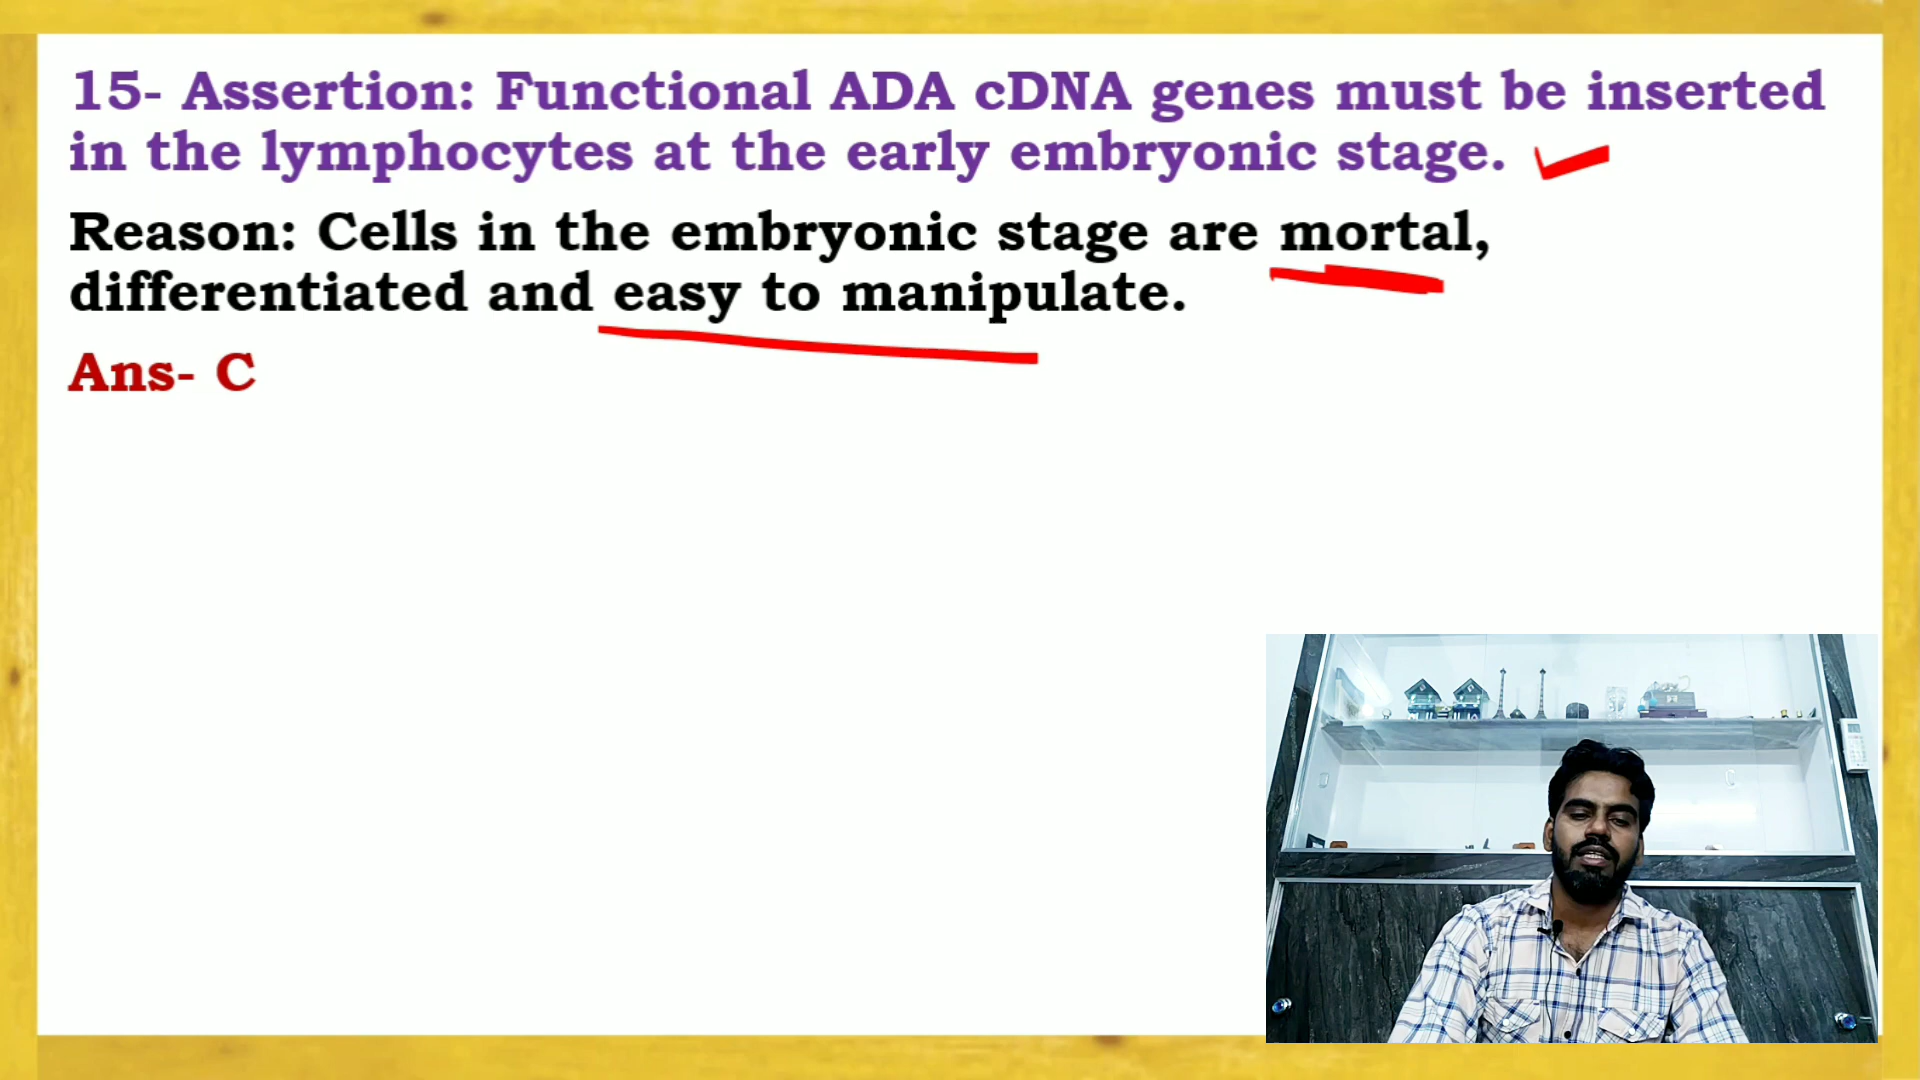 15- Assertion: Functional ADA cDNA genes must be inserted
in the lymphocytes at the early embryonic stage.
Reason: Cells in the embryonic stage are mortal,
differentiated and easy to manipulate.
Ans- C